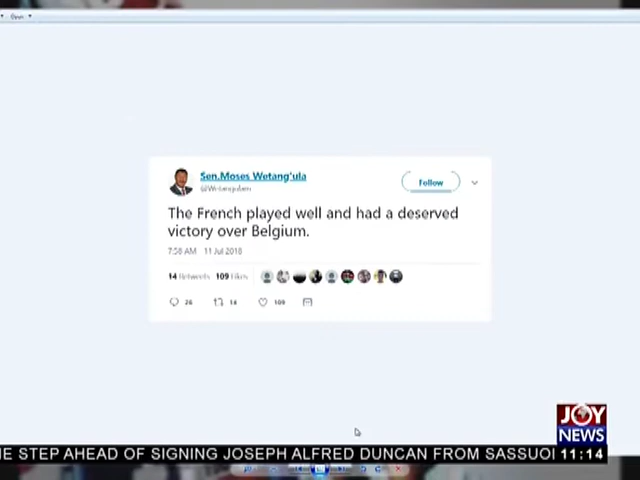 Open
Sen.Moses Wetang'ula
Follow
The French played well and had a deserved
victory over Belgium.
7:58 AM 11 Jul 2018
14 Retweets 109 Likes
26 14 109
JOY
NEWS
STEP AHEAD OF SIGNING JOSEPH ALFRED DUNCAN FROM SASSUO
11:14